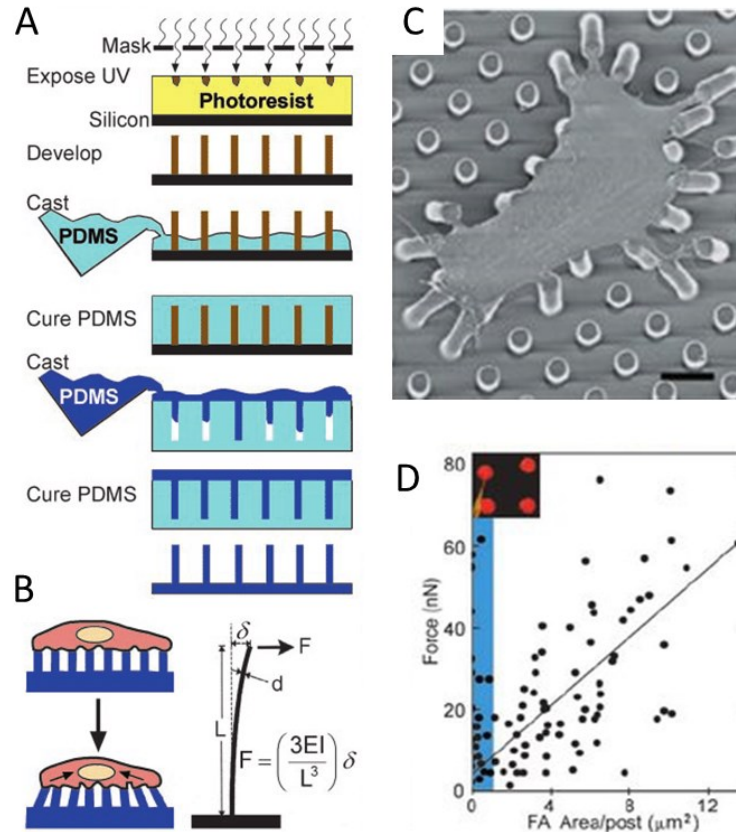 A
Mask
Expose UV
Photoresist
Silicon
Develop
Cast
PDMS
Cure PDMS
Cast
PDMS
Cure PDMS
B
δ
F
d
L
F = (3EI/L³) δ
C
D
80
60
40
20
0
Force (nN)
0 4 8 12
FA Area/post (μm²)